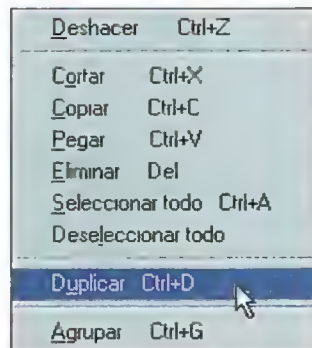 Deshacer Ctrl+Z
Cortar Ctrl+X
Copiar Ctrl+C
Pegar Ctrl+V
Eliminar Del
Seleccionar todo Ctrl+A
Deseleccionar todo
Duplicar Ctrl+D
Agrupar Ctrl+G